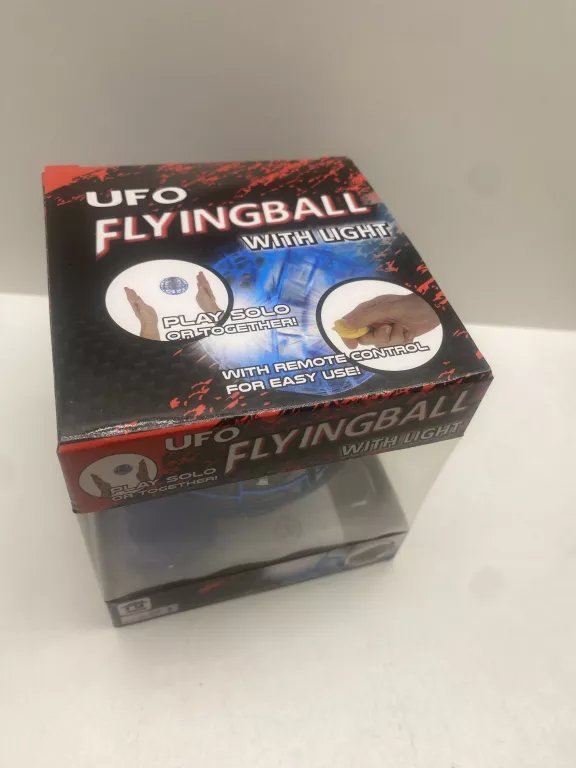 UFO
FLYINGBALL
WITH LIGHT
PLAY SOLO
OR TOGETHER!
WITH REMOTE CONTROL
FOR EASY USE!
UFO FLYINGBALL
WITH LIGHT
PLAY SOLO
OR TOGETHER!